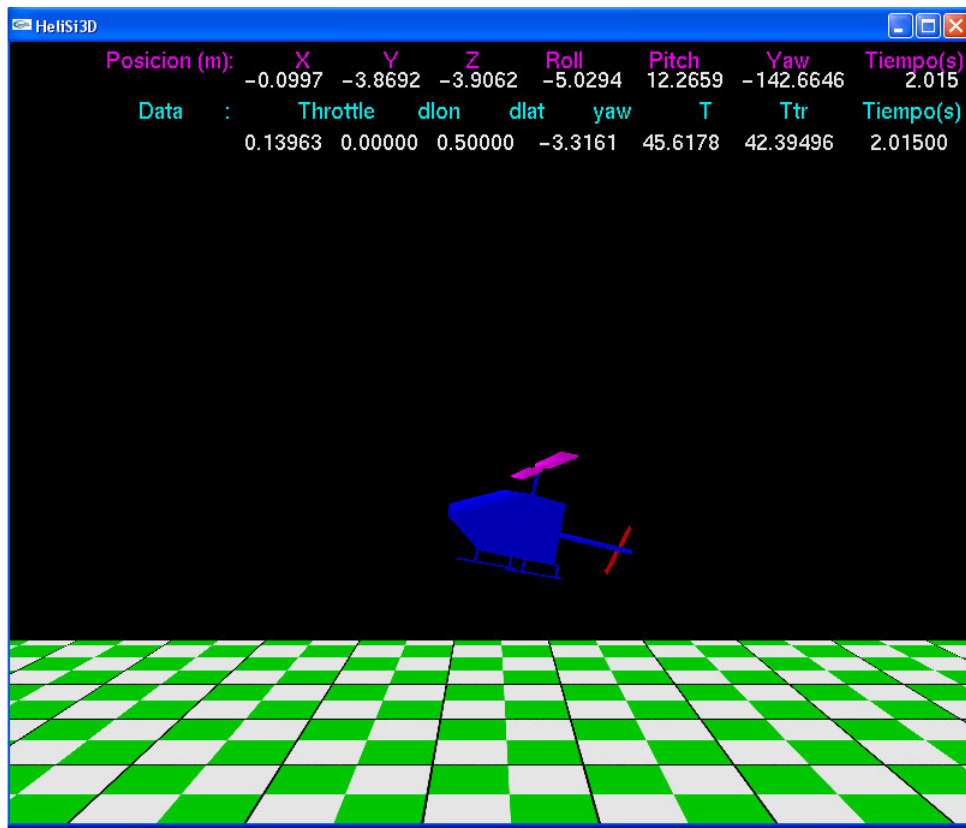 HeliSi3D
Posicion (m): X Y Z Roll Pitch Yaw Tiempo(s)
−0.0997 −3.8692 −3.9062 −5.0294 12.2659 −142.6646 2.015
Data : Throttle dlon dlat yaw T Ttr Tiempo(s)
0.13963 0.00000 0.50000 −3.3161 45.6178 42.39496 2.01500